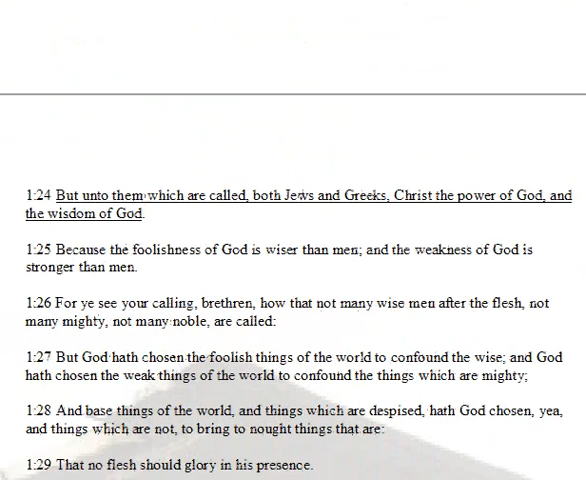 1:24 But unto them which are called, both Jews and Greeks, Christ the power of God, and
the wisdom of God.
1:25 Because the foolishness of God is wiser than men; and the weakness of God is
stronger than men.
1:26 For ye see your calling, brethren, how that not many wise men after the flesh, not
many mighty, not many noble, are called:
1:27 But God hath chosen the foolish things of the world to confound the wise; and God
hath chosen the weak things of the world to confound the things which are mighty;
1:28 And base things of the world, and things which are despised, hath God chosen, yea,
and things which are not, to bring to nought things that are:
1:29 That no flesh should glory in his presence.